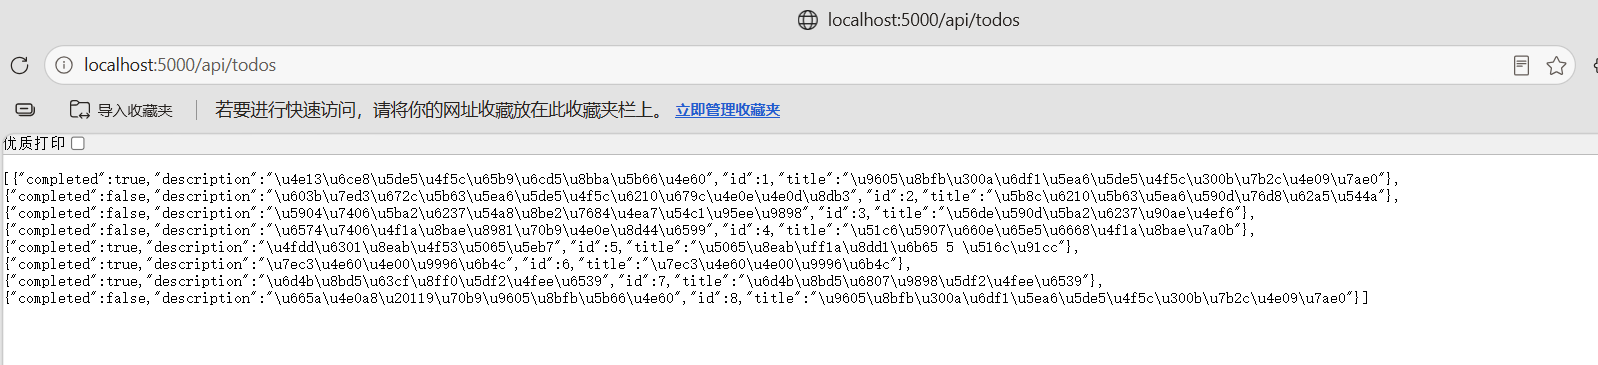 localhost:5000/api/todos
localhost:5000/api/todos
导入收藏夹 若要进行快速访问，请将你的网址收藏放在此收藏夹栏上。 立即管理收藏夹
优质打印
[{"completed":true,"description":"\u4e13\u6ce8\u5de5\u4f5c\u65b9\u6cd5\u8bba\u5b66\u4e60","id":1,"title":"\u9605\u8bfb\u300a\u6df1\u5ea6\u5de5\u4f5c\u300b\u7b2c\u4e09\u7ae0"},
{"completed":false,"description":"\u603b\u7ed3\u672c\u5b63\u5ea6\u5de5\u4f5c\u6210\u679c\u4e0e\u4e0d\u8db3","id":2,"title":"\u5b8c\u6210\u5b63\u5ea6\u590d\u76d8\u62a5\u544a"},
{"completed":false,"description":"\u5904\u7406\u5ba2\u6237\u54a8\u8be2\u7684\u4ea7\u54c1\u95ee\u9898","id":3,"title":"\u56de\u590d\u5ba2\u6237\u90ae\u4ef6"},
{"completed":false,"description":"\u6574\u7406\u4f1a\u8bae\u8981\u70b9\u4e0e\u8d44\u6599","id":4,"title":"\u51c6\u5907\u660e\u65e5\u6668\u4f1a\u8bae\u7a0b"},
{"completed":true,"description":"\u4fdd\u6301\u8eab\u4f53\u5065\u5eb7","id":5,"title":"\u5065\u8eab\uff1a\u8dd1\u6b65 5 \u516c\u91cc"},
{"completed":true,"description":"\u7ec3\u4e60\u4e00\u9996\u6b4c","id":6,"title":"\u7ec3\u4e60\u4e00\u9996\u6b4c"},
{"completed":true,"description":"\u6d4b\u8bd5\u63cf\u8ff0\u5df2\u4fee\u6539","id":7,"title":"\u6d4b\u8bd5\u6807\u9898\u5df2\u4fee\u6539"},
{"completed":false,"description":"\u665a\u4e0a8\u20119\u70b9\u9605\u8bfb\u5b66\u4e60","id":8,"title":"\u9605\u8bfb\u300a\u6df1\u5ea6\u5de5\u4f5c\u300b\u7b2c\u4e09\u7ae0"}]